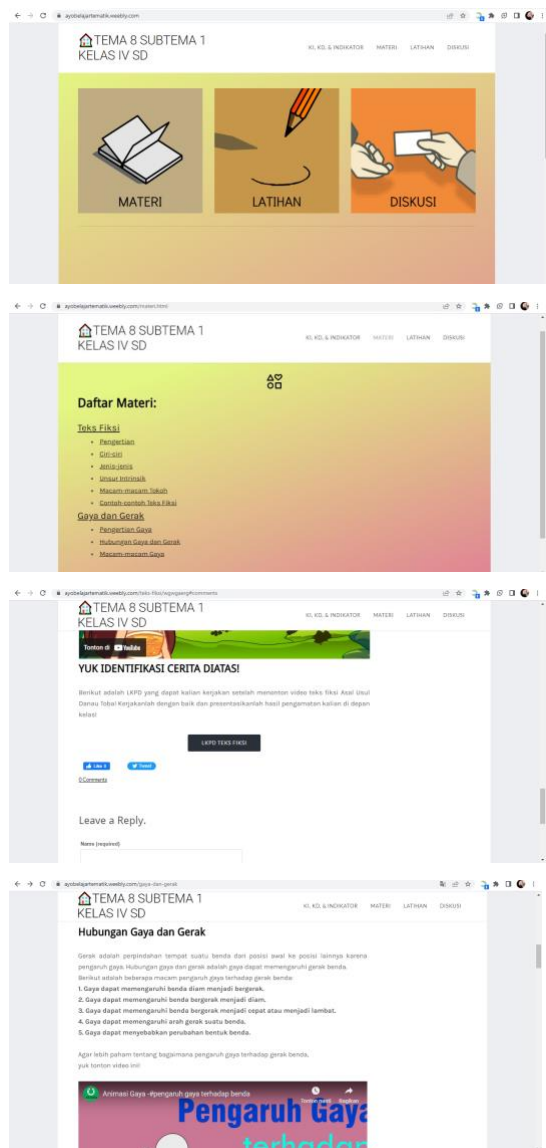 ayobelajartematik.weebly.com
TEMA 8 SUBTEMA 1
KELAS IV SD
KI, KD, & INDIKATOR MATERI LATIHAN DISKUSI
MATERI
LATIHAN
DISKUSI
ayobelajartematik.weebly.com/materi.html
TEMA 8 SUBTEMA 1
KELAS IV SD
KI, KD, & INDIKATOR MATERI LATIHAN DISKUSI
Daftar Materi:
Teks Fiksi
Pengertian
Ciri-ciri
Jenis-jenis
Unsur Intrinsik
Macam-macam Tokoh
Contoh-contoh Teks Fiksi
Gaya dan Gerak
Pengertian Gaya
Hubungan Gaya dan Gerak
Macam-macam Gaya
TEMA 8 SUBTEMA 1
KELAS IV SD
KI, KD, & INDIKATOR MATERI LATIHAN DISKUSI
Tonton di YouTube
YUK IDENTIFIKASI CERITA DIATAS!
Berikut adalah LKPD yang dapat kalian kerjakan setelah menonton video teks fiksi Asal Usul
Danau Toba! Kerjakanlah dengan baik dan presentasikanlah hasil pengamatan kalian di depan
kelas!
LKPD TEKS FIKSI
Like 0 Tweet
0 Comments
Leave a Reply.
Name (required)
ayobelajartematik.weebly.com/gaya-dan-gerak
TEMA 8 SUBTEMA 1
KELAS IV SD
KI, KD, & INDIKATOR MATERI LATIHAN DISKUSI
Hubungan Gaya dan Gerak
Gerak adalah perpindahan tempat suatu benda dari posisi awal ke posisi lainnya karena
pengaruh gaya. Hubungan gaya dan gerak adalah gaya dapat memengaruhi gerak benda.
Berikut adalah beberapa macam pengaruh gaya terhadap gerak benda:
1. Gaya dapat memengaruhi benda diam menjadi bergerak.
2. Gaya dapat memengaruhi benda bergerak menjadi diam.
3. Gaya dapat memengaruhi benda bergerak menjadi cepat atau menjadi lambat.
4. Gaya dapat memengaruhi arah gerak suatu benda.
5. Gaya dapat menyebabkan perubahan bentuk benda.
Agar lebih paham tentang bagaimana pengaruh gaya terhadap gerak benda,
yuk tonton video ini!
Animasi Gaya -#pengaruh gaya terhadap benda
Bagikan
Pengaruh Gaya
terhadap